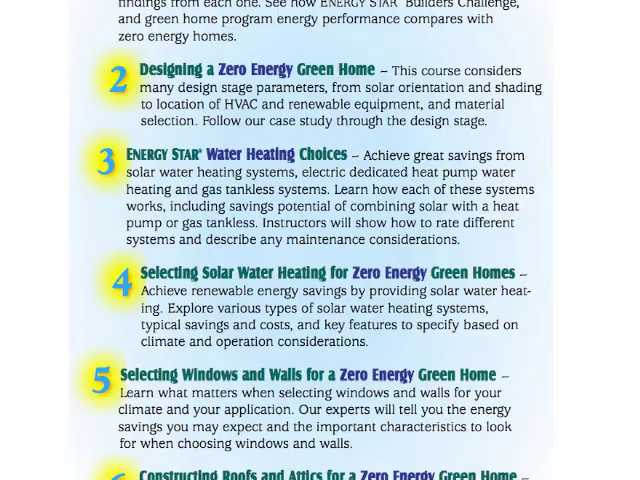 findings from each one. See how ENERGY STAR® Builders Challenge,
and green home program energy performance compares with
zero energy homes.
2 Designing a Zero Energy Green Home – This course considers
many design stage parameters, from solar orientation and shading
to location of HVAC and renewable equipment, and material
selection. Follow our case study through the design stage.
3 ENERGY STAR® Water Heating Choices – Achieve great savings from
solar water heating systems, electric dedicated heat pump water
heating and gas tankless systems. Learn how each of these systems
works, including savings potential of combining solar with a heat
pump or gas tankless. Instructors will show how to rate different
systems and describe any maintenance considerations.
4 Selecting Solar Water Heating for Zero Energy Green Homes –
Achieve renewable energy savings by providing solar water heat-
ing. Explore various types of solar water heating systems,
typical savings and costs, and key features to specify based on
climate and operation considerations.
5 Selecting Windows and Walls for a Zero Energy Green Home –
Learn what matters when selecting windows and walls for your
climate and your application. Our experts will tell you the energy
savings you may expect and the important characteristics to look
for when choosing windows and walls.
6 Constructing Roofs and Attics for a Zero Energy Green Home –